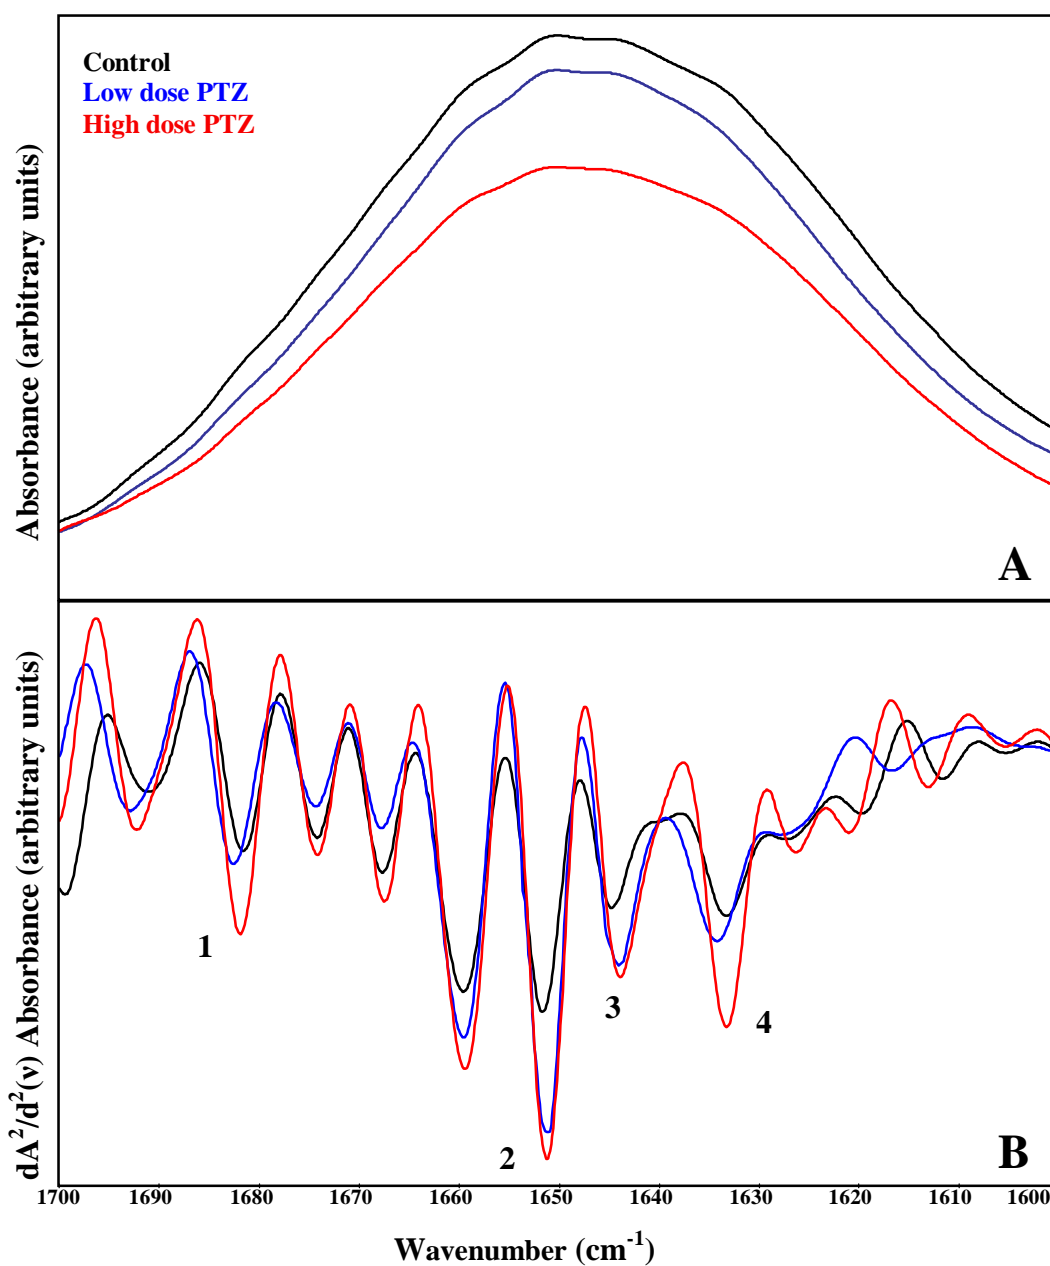 Control
Low dose PTZ
High dose PTZ
Absorbance (arbitrary units)
A
dA²/d²(ν) Absorbance (arbitrary units)
1
2
3
4
B
1700 1690 1680 1670 1660 1650 1640 1630 1620 1610 1600
Wavenumber (cm⁻¹)